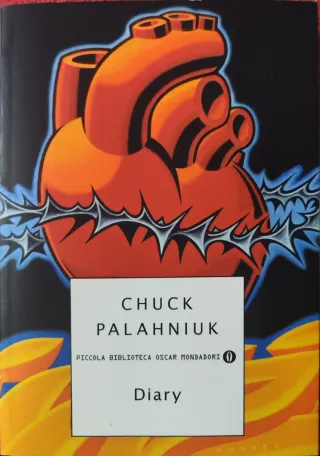 CHUCK
PALAHNIUK
PICCOLA BIBLIOTECA OSCAR MONDADORI
Diary